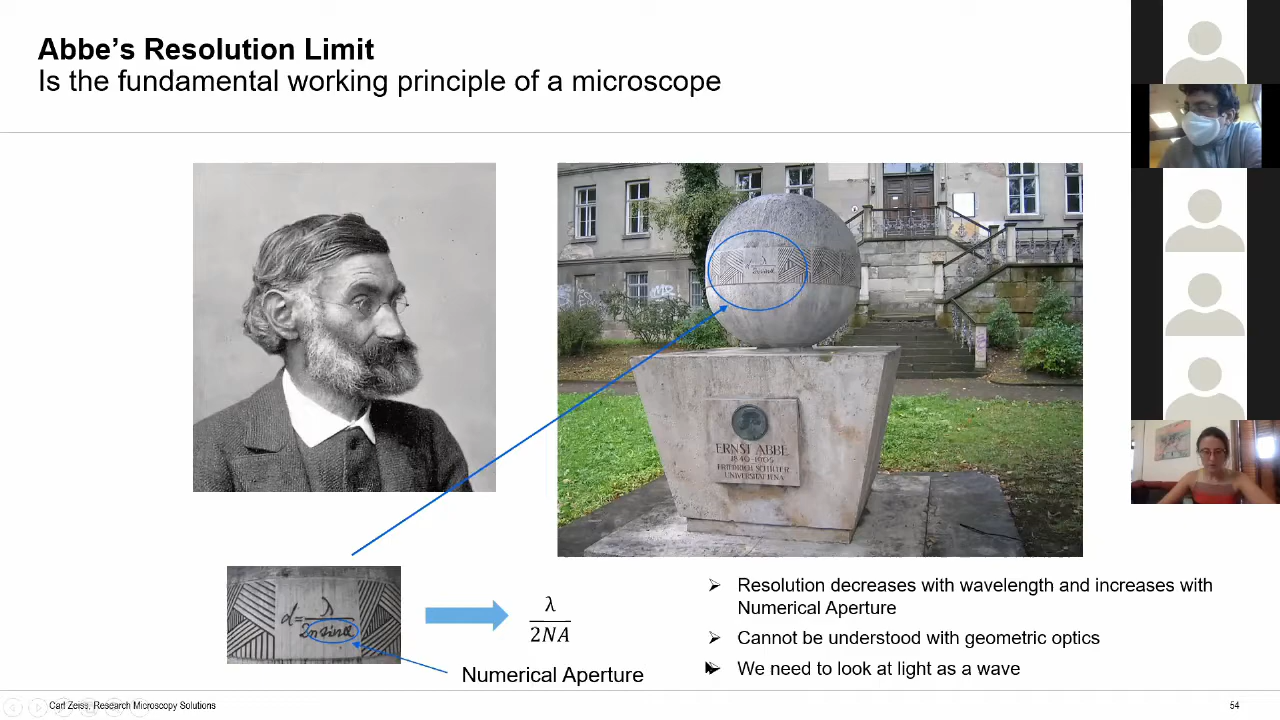 Abbe’s Resolution Limit
Is the fundamental working principle of a microscope
ERNST ABBE
1840–1905
FRIEDRICH SCHILLER
UNIVERSITÄT JENA
d=λ
2n sin α
λ
2NA
Numerical Aperture
➢ Resolution decreases with wavelength and increases with
Numerical Aperture
➢ Cannot be understood with geometric optics
➢ We need to look at light as a wave
Carl Zeiss, Research Microscopy Solutions
54